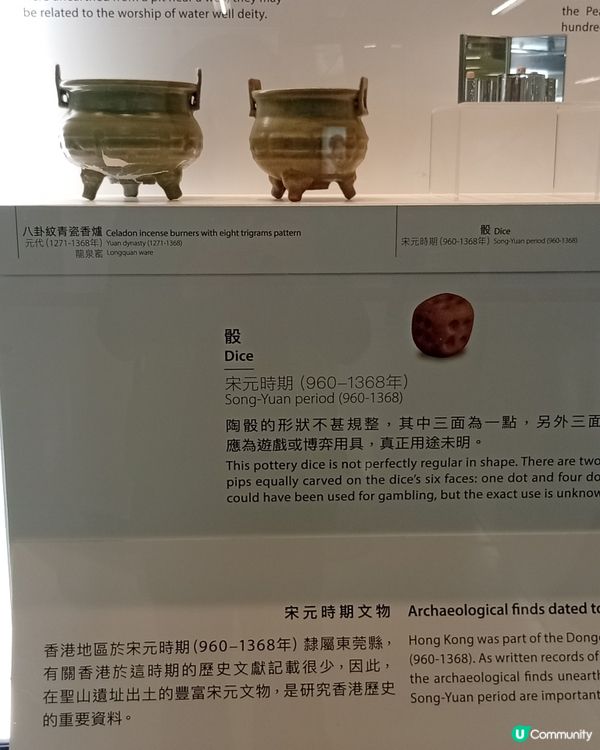 be related to the worship of water well deity.
the Pea
hundre
八卦紋青瓷香爐 Celadon incense burners with eight trigrams pattern
元代 (1271-1368年) Yuan dynasty (1271-1368)
龍泉窰 Longquan ware
骰 Dice
宋元時期 (960-1368年) Song-Yuan period (960-1368)
骰
Dice
宋元時期 (960–1368年)
Song-Yuan period (960-1368)
陶骰的形狀不甚規整，其中三面為一點，另外三面
應為遊戲或博弈用具，真正用途未明。
This pottery dice is not perfectly regular in shape. There are two
pips equally carved on the dice's six faces: one dot and four do
could have been used for gambling, but the exact use is unknow
宋元時期文物
香港地區於宋元時期(960–1368年) 隸屬東莞縣，
有關香港於這時期的歷史文獻記載很少，因此，
在聖山遺址出土的豐富宋元文物，是研究香港歷史
的重要資料。
Archaeological finds dated to
Hong Kong was part of the Dong
(960-1368). As written records of
the archaeological finds uneart
Song-Yuan period are important
U Community